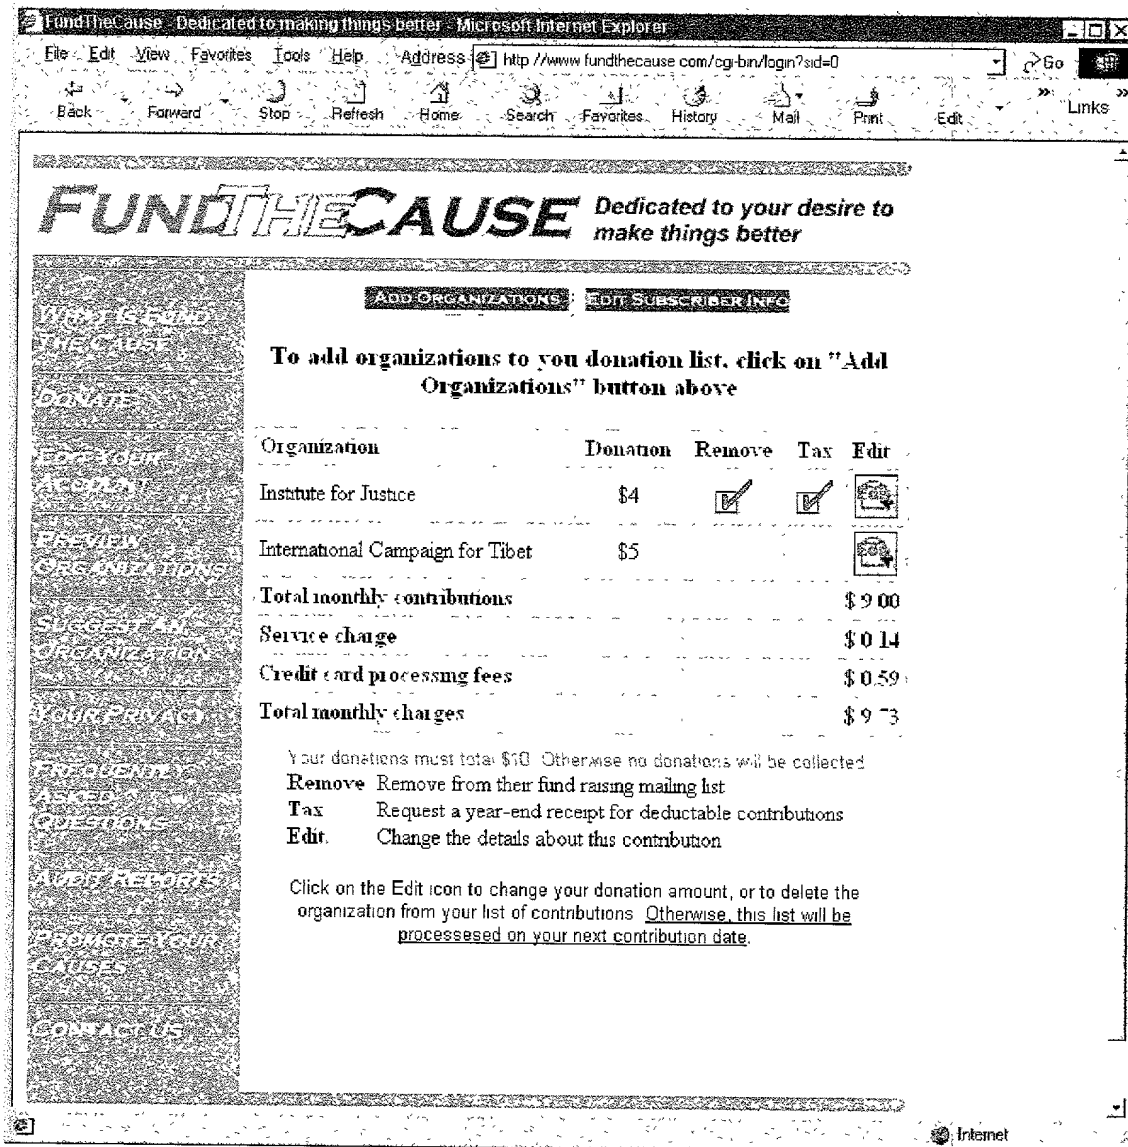 FundTheCause - Dedicated to making things better - Microsoft Internet Explorer
File Edit View Favorites Tools Help Address http //www fundthecause com/cgi-bin/login?sid=0 Go
Back Forward Stop Refresh Home Search Favorites History Mail Print Edit » Links »
FUNDTHECAUSE Dedicated to your desire to
make things better
ADD ORGANIZATIONS EDIT SUBSCRIBER INFO
WHAT IS FUND
THE CAUSE
DONATE
EDIT YOUR
ACCOUNT
PREVIEW
ORGANIZATIONS
SUGGEST AN
ORGANIZATION
YOUR PRIVACY
FREQUENTLY
ASKED
QUESTIONS
AUDIT REPORTS
PROMOTE YOUR
CAUSES
CONTACT US
To add organizations to you donation list, click on "Add
Organizations" button above
Organization Donation Remove Tax Edit
Institute for Justice $4
International Campaign for Tibet $5
Total monthly contributions $ 9 00
Service charge $ 0 14
Credit card processing fees $ 0.59
Total monthly charges $ 9 73
Your donations must total $10 Otherwise no donations will be collected
Remove Remove from their fund raising mailing list
Tax Request a year-end receipt for deductable contributions
Edit Change the details about this contribution
Click on the Edit icon to change your donation amount, or to delete the
organization from your list of contributions Otherwise, this list will be
processesed on your next contribution date.
Internet